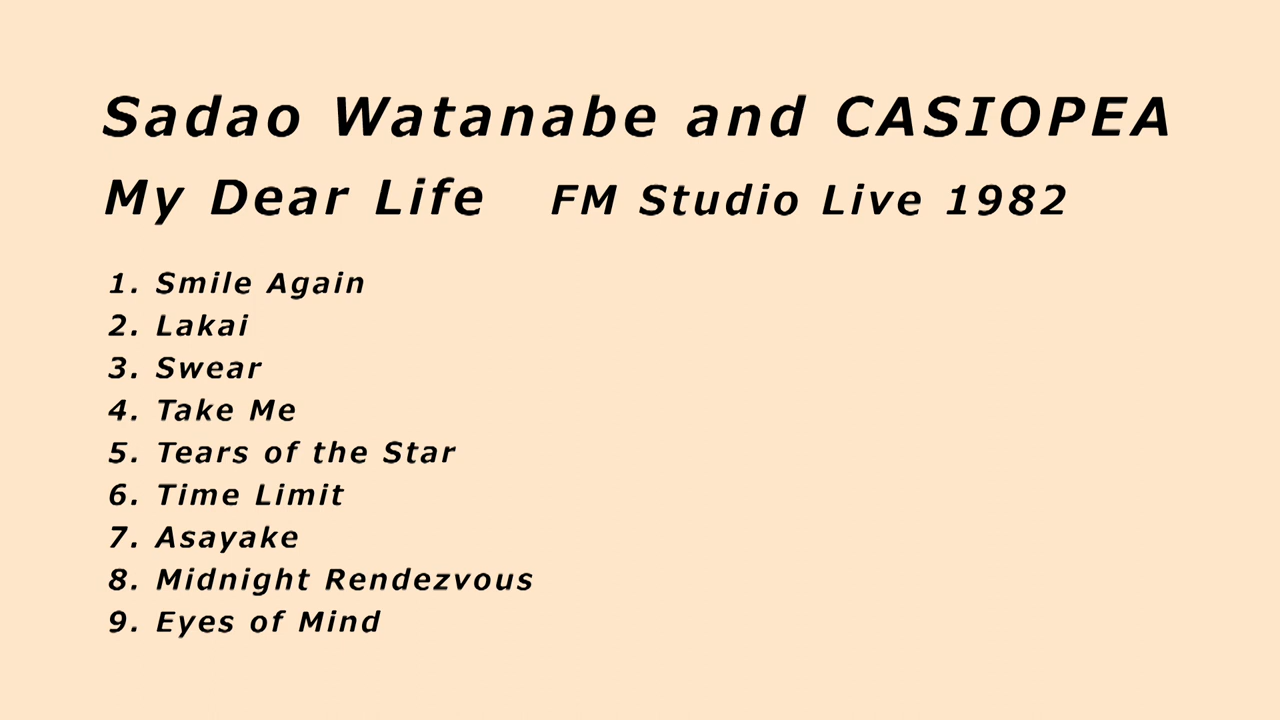 Sadao Watanabe and CASIOPEA
My Dear Life FM Studio Live 1982
1. Smile Again
2. Lakai
3. Swear
4. Take Me
5. Tears of the Star
6. Time Limit
7. Asayake
8. Midnight Rendezvous
9. Eyes of Mind